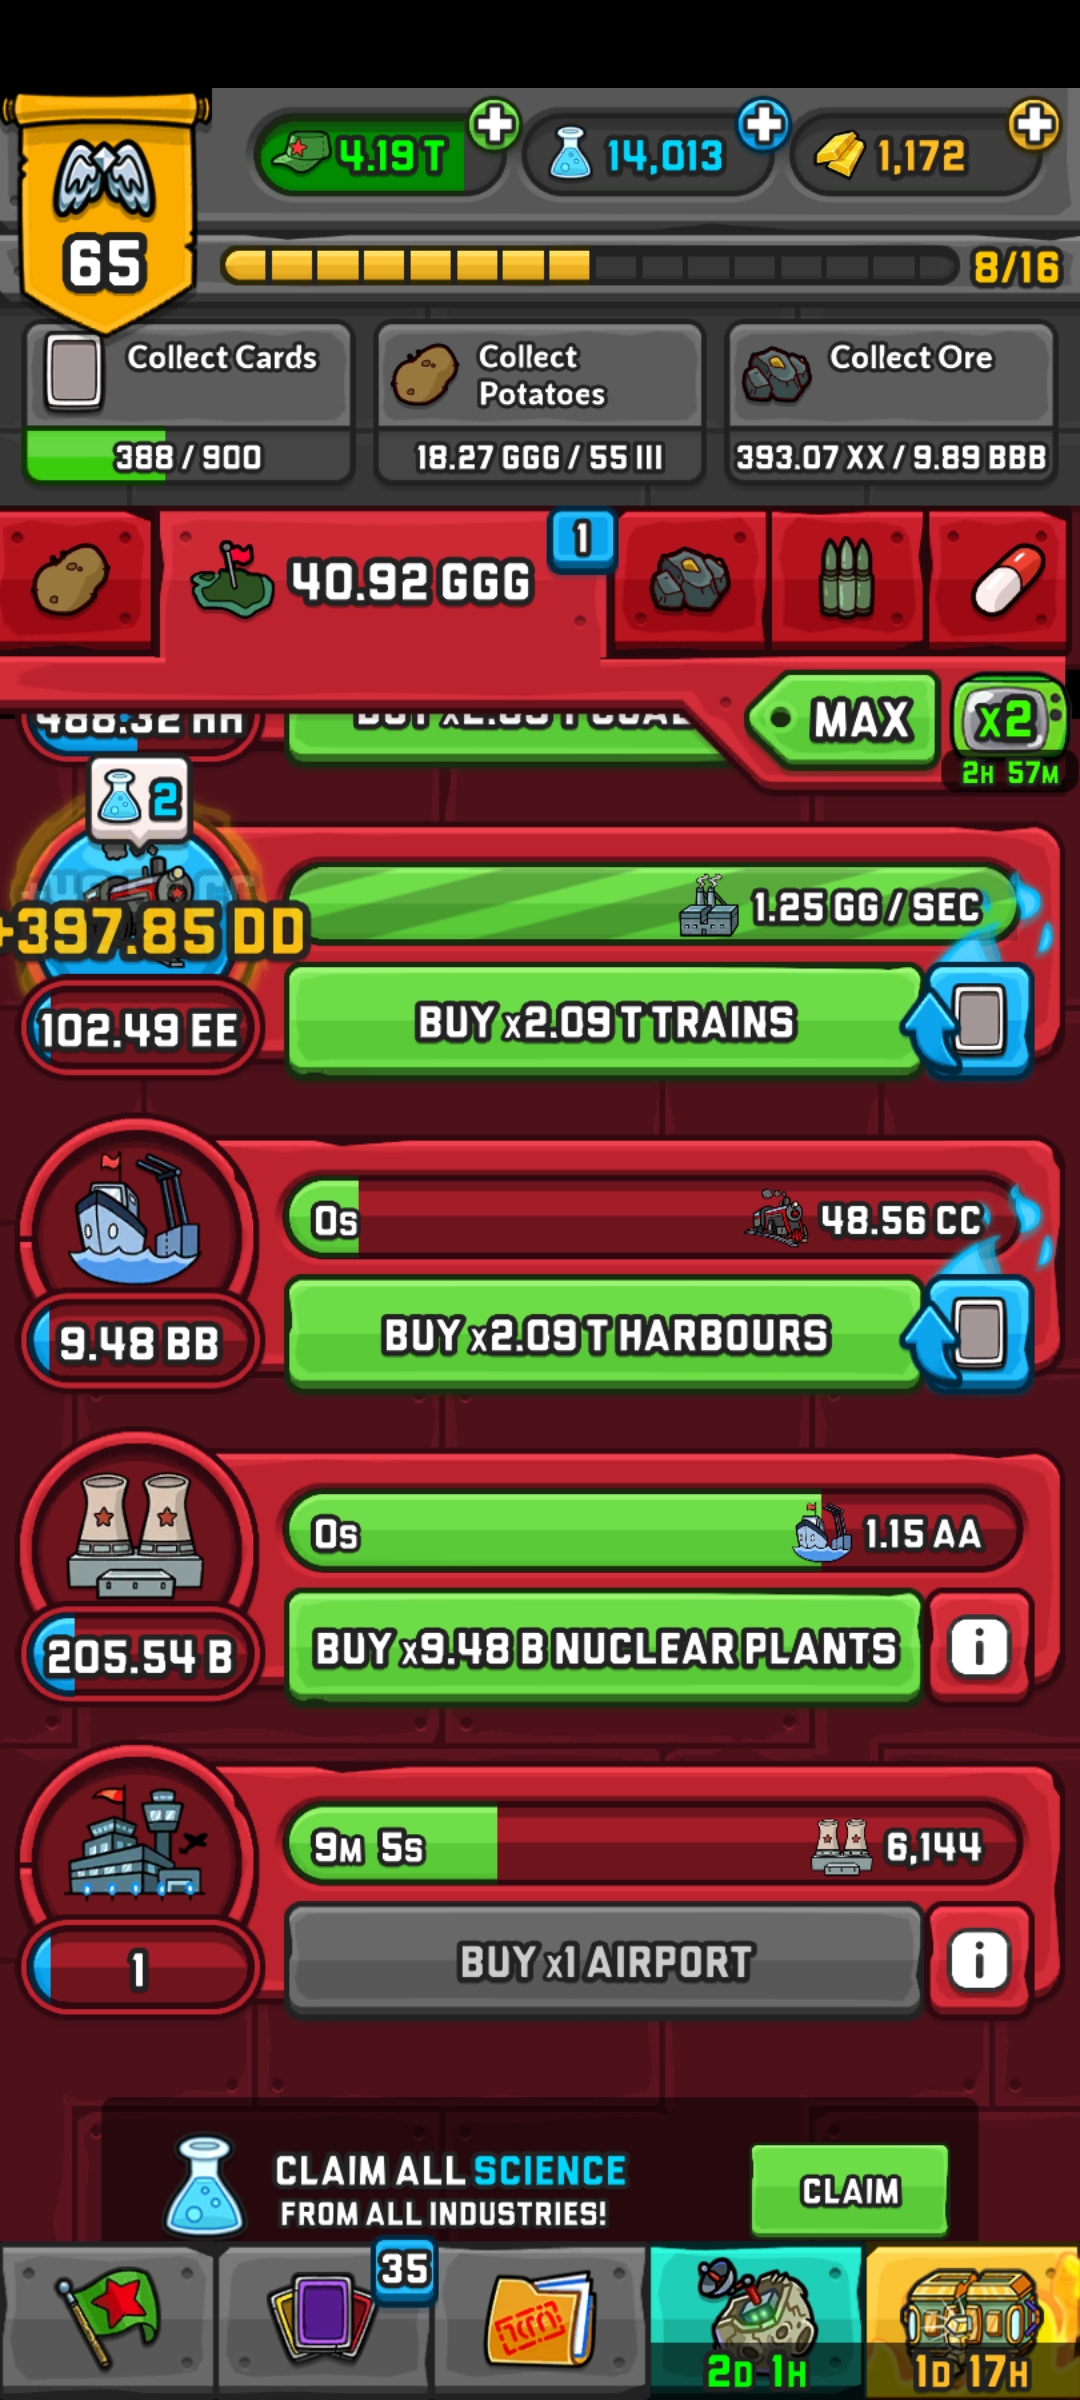 4.19 T
14,013
1,172
65
8/16
Collect Cards
388 / 900
Collect
Potatoes
18.27 GGG / 55 III
Collect Ore
393.07 XX / 9.89 BBB
40.92 GGG
1
MAX
x2
2H 57M
488.32 HH
2
1.25 GG / SEC
+397.85 DD
102.49 EE
BUY x2.09 T TRAINS
0s
48.56 CC
9.48 BB
BUY x2.09 T HARBOURS
0s
1.15 AA
205.54 B
BUY x9.48 B NUCLEAR PLANTS
i
9M 5s
6,144
1
BUY x1 AIRPORT
i
CLAIM ALL SCIENCE
FROM ALL INDUSTRIES!
CLAIM
35
2D 1H
1D 17H